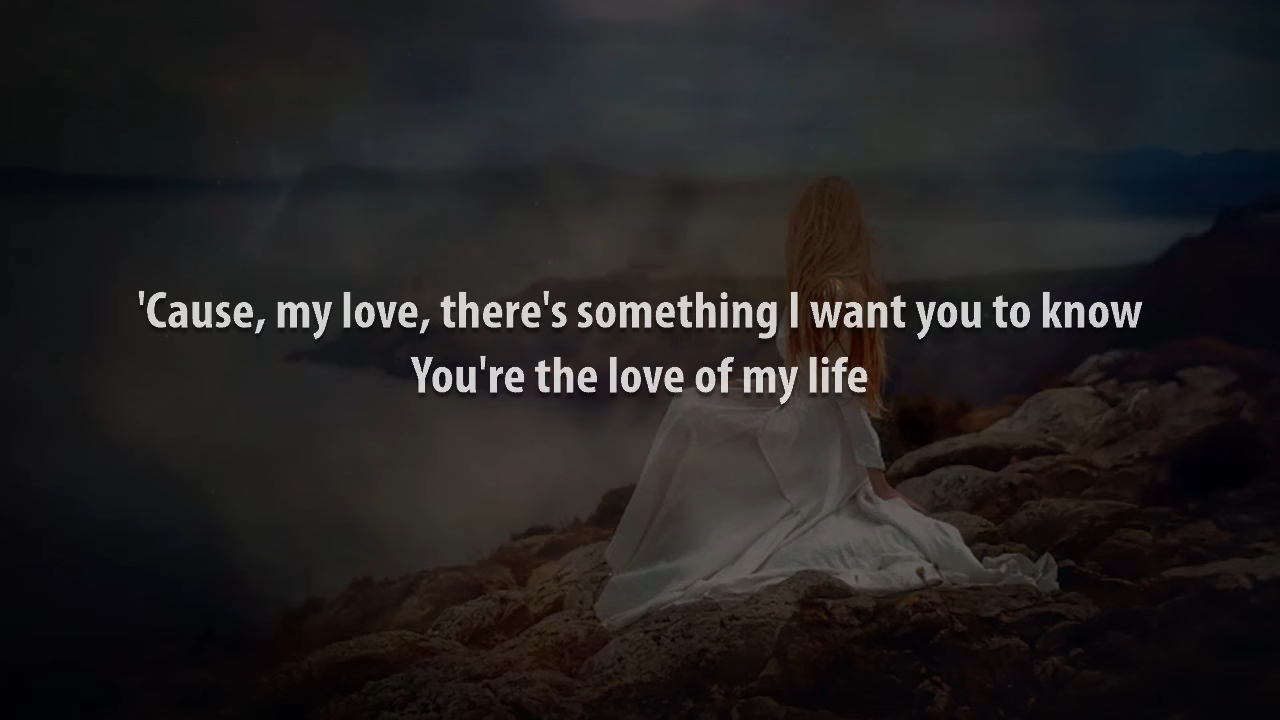 'Cause, my love, there's something I want you to know
You're the love of my life